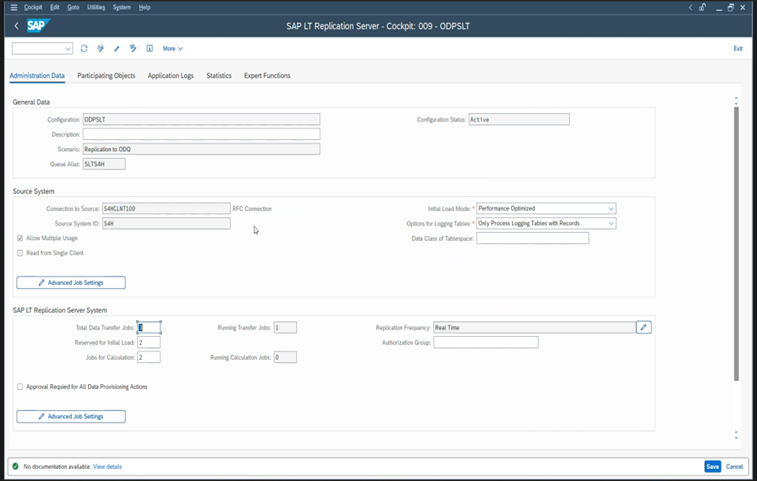 Cockpit Edit Goto Utilities System Help
SAP
SAP LT Replication Server - Cockpit: 009 - ODPSLT
More
Exit
Administration Data Participating Objects Application Logs Statistics Expert Functions
General Data
Configuration: ODPSLT
Configuration Status: Active
Description:
Scenario: Replication to ODQ
Queue Alias: SLTS4H
Source System
Connection to Source: S4HCLNT100 RFC Connection
Initial Load Mode: * Performance Optimized
Source System ID: S4H
Options for Logging Tables: * Only Process Logging Tables with Records
Allow Multiple Usage
Data Class of Tablespace:
Read from Single Client
Advanced Job Settings
SAP LT Replication Server System
Total Data Transfer Jobs:
Running Transfer Jobs: 1
Replication Frequency: Real Time
Reserved for Initial Load: 2
Authorization Group:
Jobs for Calculation: 2
Running Calculation Jobs: 0
Approval Required for All Data Provisioning Actions
Advanced Job Settings
No documentation available View details
Save Cancel